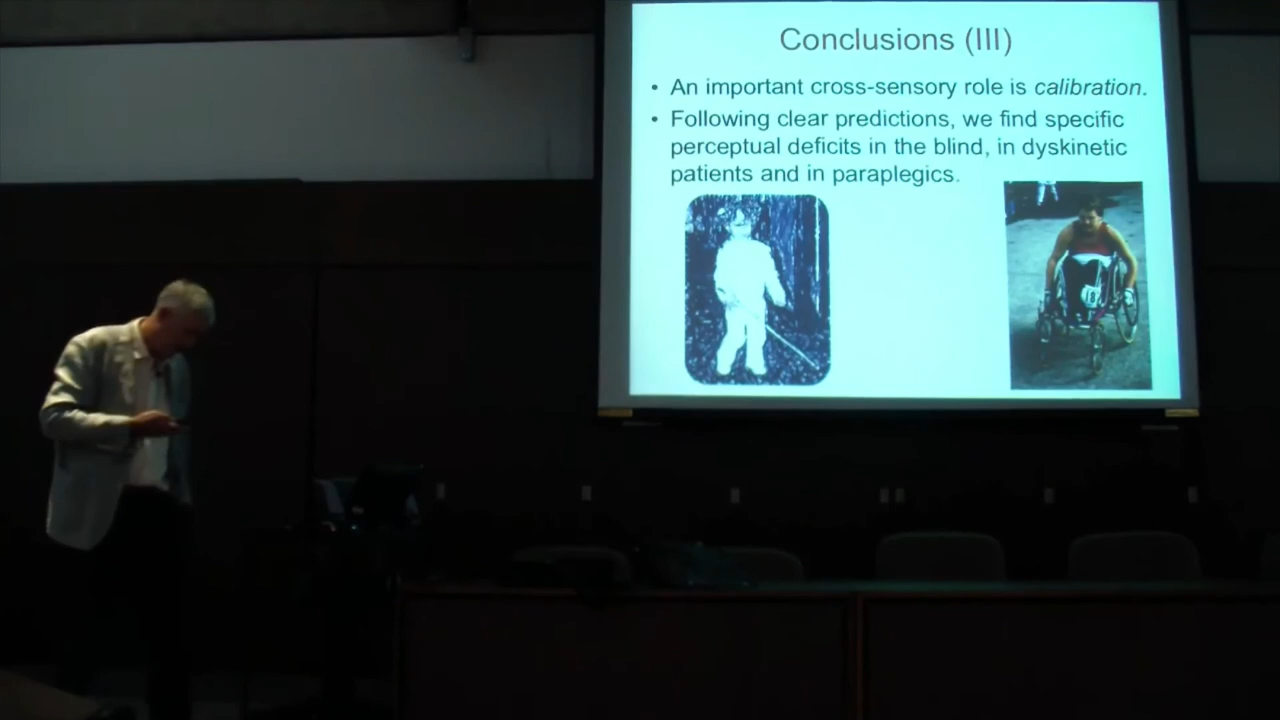 Conclusions (III)
• An important cross-sensory role is calibration.
• Following clear predictions, we find specific
perceptual deficits in the blind, in dyskinetic
patients and in paraplegics.
18